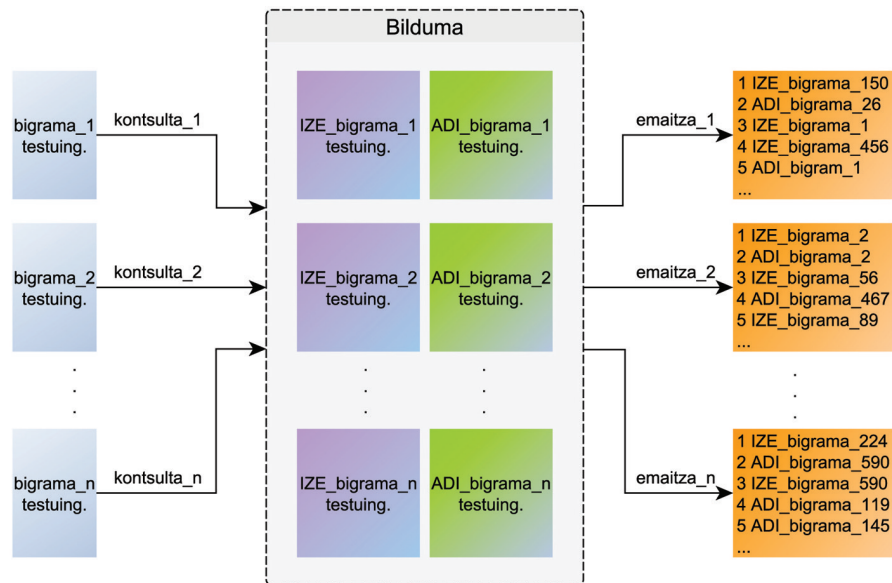 Bilduma
bigrama_1
testuing.
kontsulta_1
IZE_bigrama_1
testuing.
ADI_bigrama_1
testuing.
emaitza_1
1 IZE_bigrama_150
2 ADI_bigrama_26
3 IZE_bigrama_1
4 IZE_bigrama_456
5 ADI_bigram_1
...
bigrama_2
testuing.
kontsulta_2
IZE_bigrama_2
testuing.
ADI_bigrama_2
testuing.
emaitza_2
1 IZE_bigrama_2
2 ADI_bigrama_2
3 IZE_bigrama_56
4 ADI_bigrama_467
5 IZE_bigrama_89
...
bigrama_n
testuing.
kontsulta_n
IZE_bigrama_n
testuing.
ADI_bigrama_n
testuing.
emaitza_n
1 IZE_bigrama_224
2 ADI_bigrama_590
3 IZE_bigrama_590
4 ADI_bigrama_119
5 ADI_bigrama_145
...